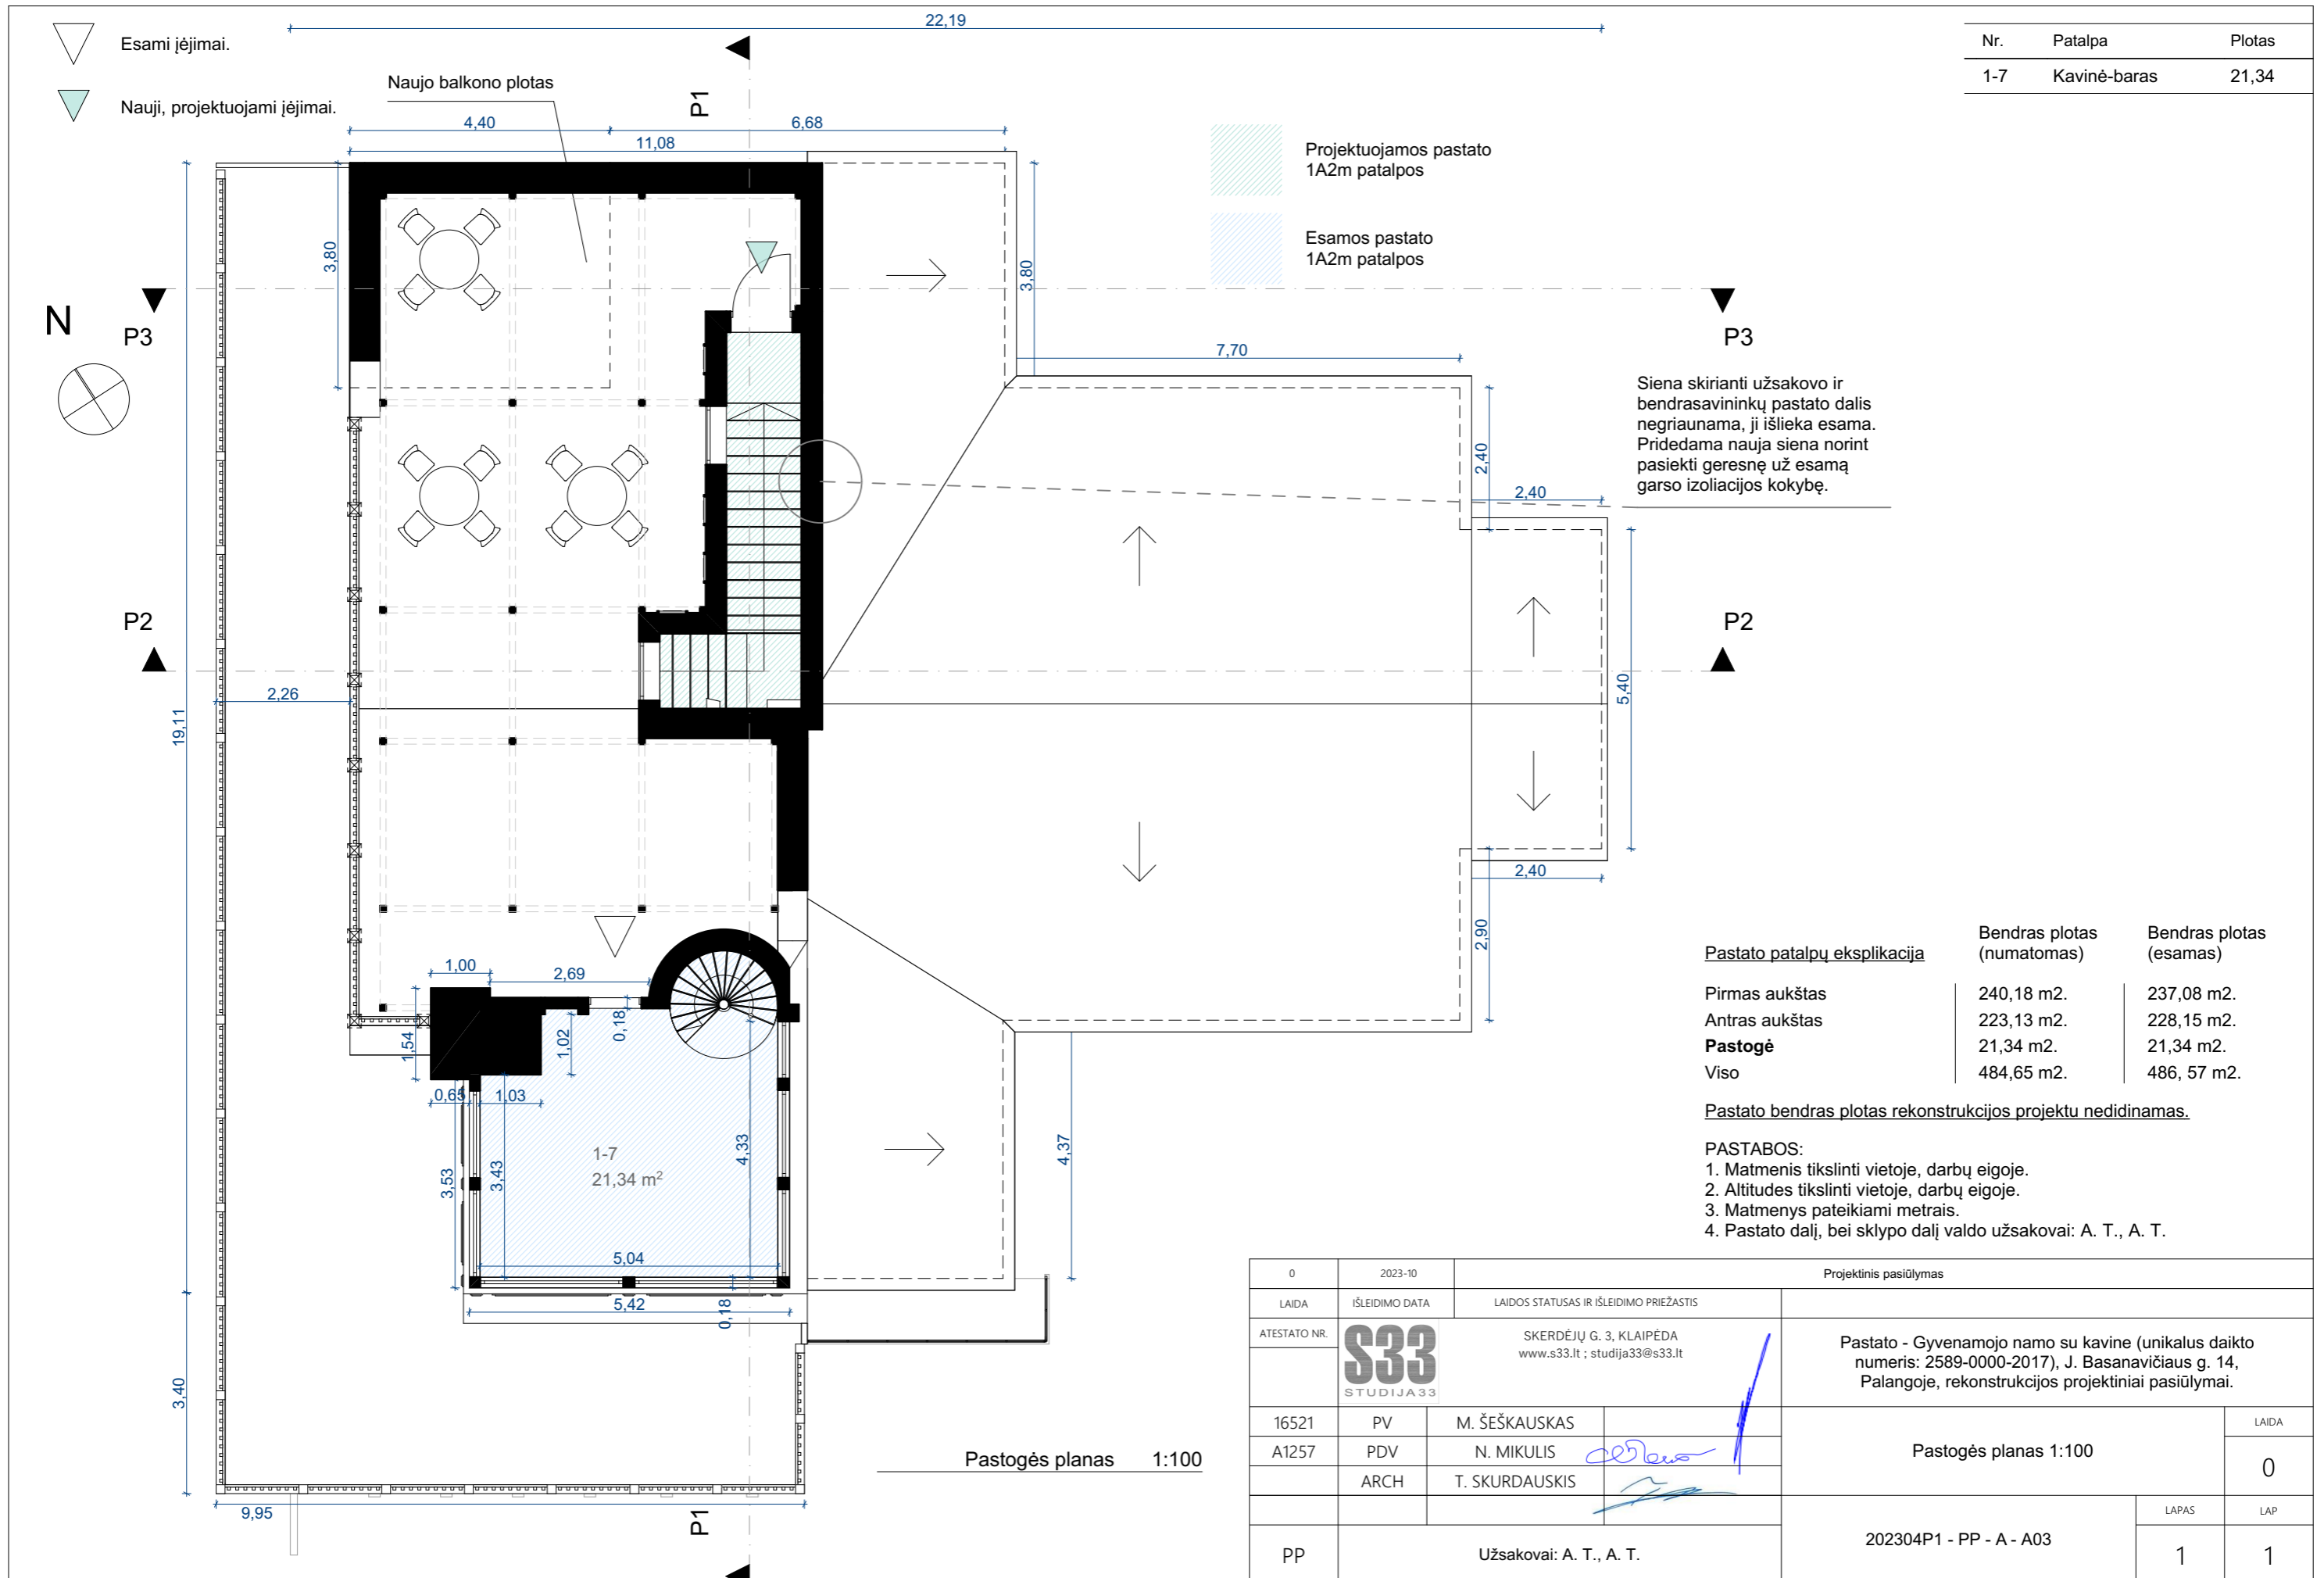 22,19
Esami įėjimai.
Nauji, projektuojami įėjimai.
Naujo balkono plotas
P1
4,40
6,68
11,08
Nr. Patalpa Plotas
1-7 Kavinė-baras 21,34
Projektuojamos pastato
1A2m patalpos
Esamos pastato
1A2m patalpos
3,80
3,80
N
P3
P3
7,70
Siena skirianti užsakovo ir
bendrasavininkų pastato dalis
negriaunama, ji išlieka esama.
Pridedama nauja siena norint
pasiekti geresnę už esamą
garso izoliacijos kokybę.
2,40
2,40
P2
P2
2,26
19,11
5,40
2,40
2,90
1,00
2,69
0,18
1,02
1,54
0,65
1,03
3,53
3,43
4,33
4,37
1-7
21,34 m²
5,04
5,42
0,18
3,40
9,95
P1
Pastogės planas 1:100
Pastato patalpų eksplikacija
Bendras plotas
(numatomas)
Bendras plotas
(esamas)
Pirmas aukštas 240,18 m2. 237,08 m2.
Antras aukštas 223,13 m2. 228,15 m2.
Pastogė 21,34 m2. 21,34 m2.
Viso 484,65 m2. 486, 57 m2.
Pastato bendras plotas rekonstrukcijos projektu nedidinamas.
PASTABOS:
1. Matmenis tikslinti vietoje, darbų eigoje.
2. Altitudes tikslinti vietoje, darbų eigoje.
3. Matmenys pateikiami metrais.
4. Pastato dalį, bei sklypo dalį valdo užsakovai: A. T., A. T.
0 2023-10 Projektinis pasiūlymas
LAIDA IŠLEIDIMO DATA LAIDOS STATUSAS IR IŠLEIDIMO PRIEŽASTIS
ATESTATO NR.
S33
STUDIJA33
SKERDĖJŲ G. 3, KLAIPĖDA
www.s33.lt ; studija33@s33.lt
Pastato - Gyvenamojo namo su kavine (unikalus daikto
numeris: 2589-0000-2017), J. Basanavičiaus g. 14,
Palangoje, rekonstrukcijos projektiniai pasiūlymai.
16521 PV M. ŠEŠKAUSKAS
A1257 PDV N. MIKULIS
ARCH T. SKURDAUSKIS
Pastogės planas 1:100
LAIDA
0
PP
Užsakovai: A. T., A. T.
202304P1 - PP - A - A03
LAPAS LAP
1 1